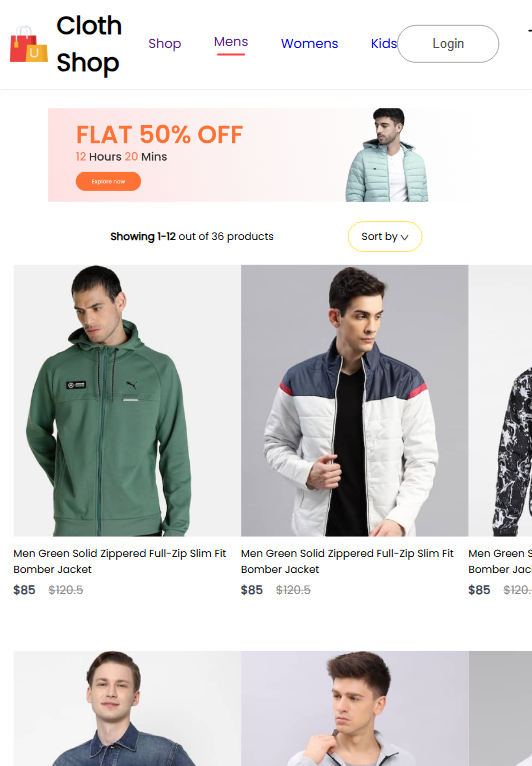 Cloth
Shop
Shop
Mens
Womens
Kids
Login
FLAT 50% OFF
12 Hours 20 Mins
Explore now
Showing 1-12 out of 36 products
Sort by
Men Green Solid Zippered Full-Zip Slim Fit
Bomber Jacket
$85 $120.5
Men Green Solid Zippered Full-Zip Slim Fit
Bomber Jacket
$85 $120.5
Men Green S
Bomber Jac
$85 $120.